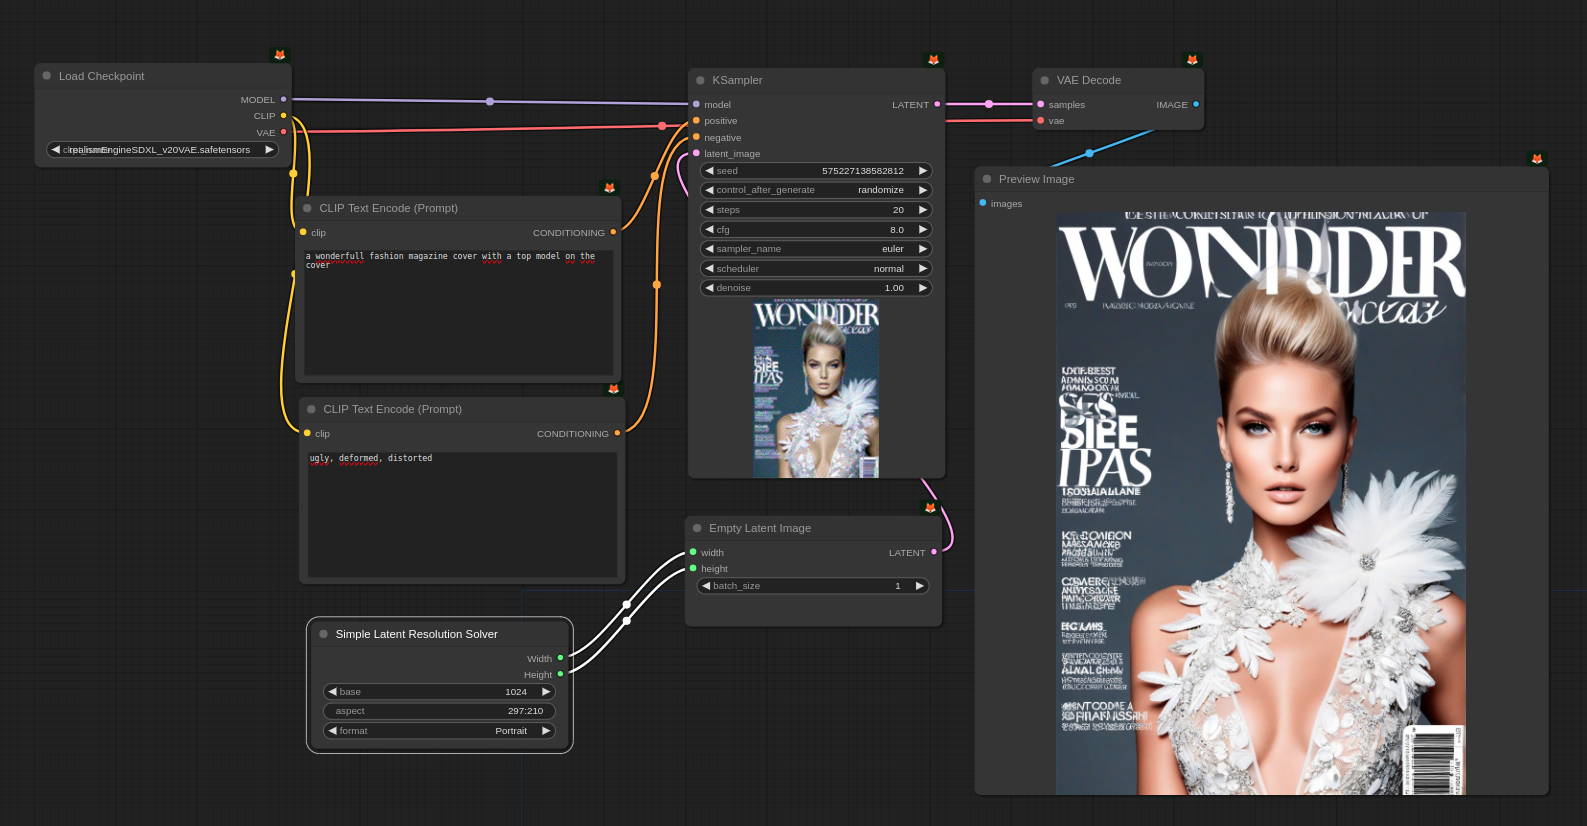 Load Checkpoint
MODEL
CLIP
VAE
realismEngineSDXL_v20VAE.safetensors
CLIP Text Encode (Prompt)
clip
CONDITIONING
a wonderfull fashion magazine cover with a top model on the
cover
CLIP Text Encode (Prompt)
clip
CONDITIONING
ugly, deformed, distorted
Simple Latent Resolution Solver
Width
Height
base 1024
aspect 297:210
format Portrait
KSampler
model LATENT
positive
negative
latent_image
seed 575227138582812
control_after_generate randomize
steps 20
cfg 8.0
sampler_name euler
scheduler normal
denoise 1.00
Empty Latent Image
width LATENT
height
batch_size 1
VAE Decode
samples IMAGE
vae
Preview Image
images